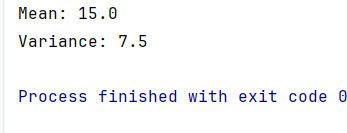 Mean: 15.0
Variance: 7.5
Process finished with exit code 0